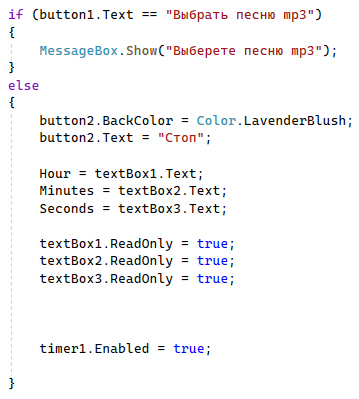 if (button1.Text == "Выбрать песню mp3")
{
MessageBox.Show("Выберете песню mp3");
}
else
{
button2.BackColor = Color.LavenderBlush;
button2.Text = "Стоп";
Hour = textBox1.Text;
Minutes = textBox2.Text;
Seconds = textBox3.Text;
textBox1.ReadOnly = true;
textBox2.ReadOnly = true;
textBox3.ReadOnly = true;
timer1.Enabled = true;
}